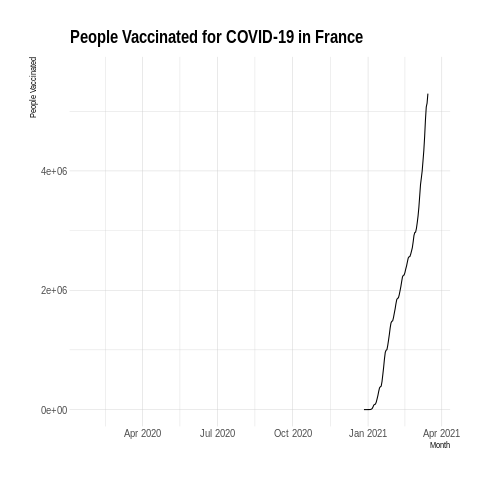 People Vaccinated for COVID-19 in France
People Vaccinated
4e+06
2e+06
0e+00
Apr 2020 Jul 2020 Oct 2020 Jan 2021 Apr 2021
Month